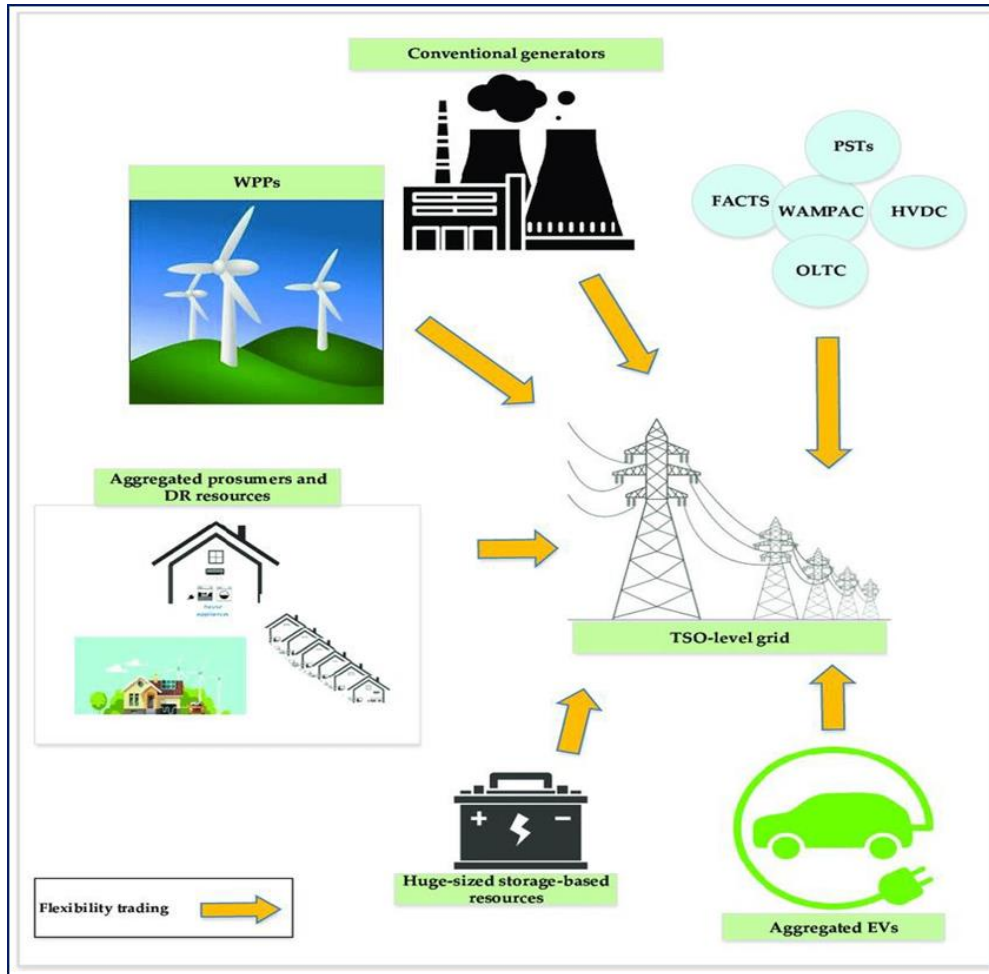 Conventional generators
WPPs
PSTs
FACTS
WAMPAC
HVDC
OLTC
Aggregated prosumers and
DR resources
TSO-level grid
Huge-sized storage-based
resources
Aggregated EVs
Flexibility trading